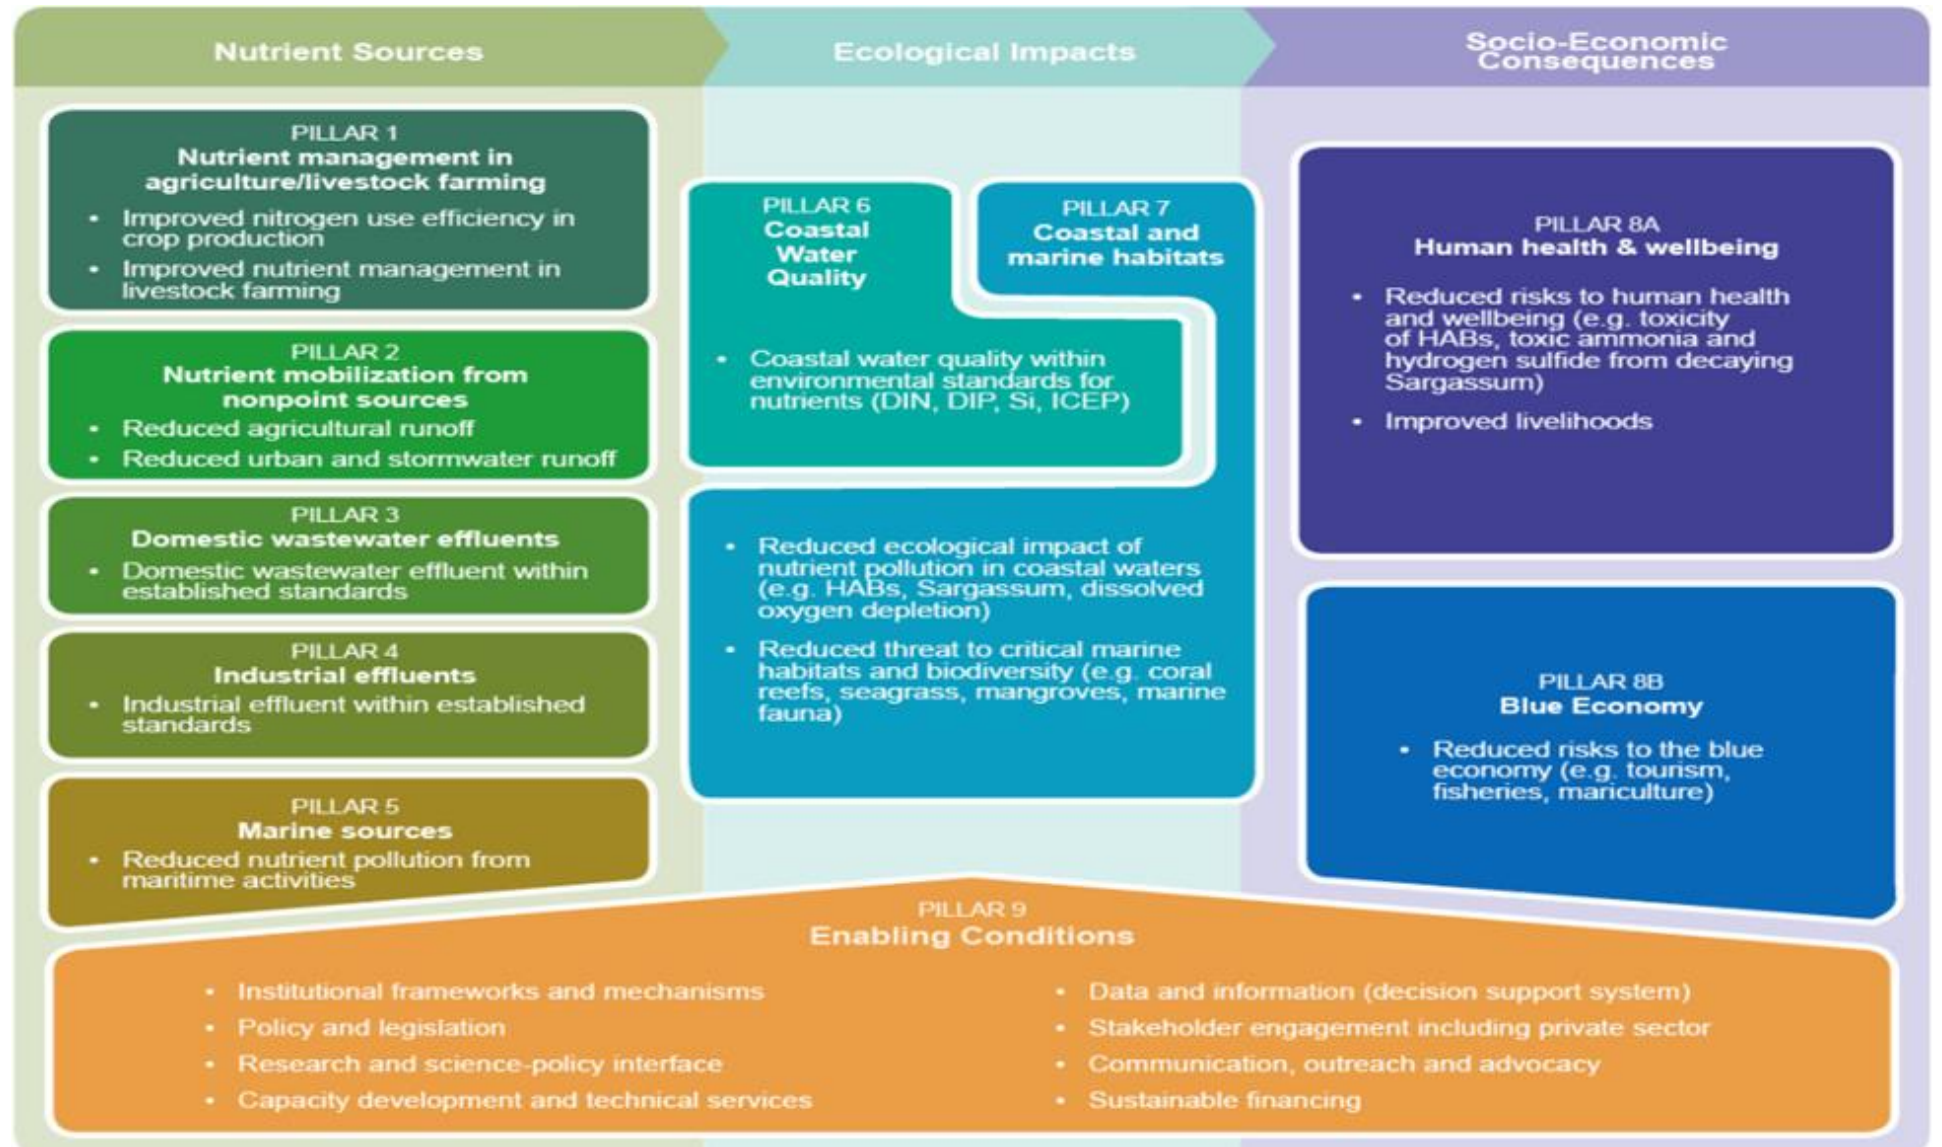 Nutrient Sources
Ecological Impacts
Socio-Economic
Consequences
PILLAR 1
Nutrient management in
agriculture/livestock farming
• Improved nitrogen use efficiency in
crop production
• Improved nutrient management in
livestock farming
PILLAR 2
Nutrient mobilization from
nonpoint sources
• Reduced agricultural runoff
• Reduced urban and stormwater runoff
PILLAR 3
Domestic wastewater effluents
• Domestic wastewater effluent within
established standards
PILLAR 4
Industrial effluents
• Industrial effluent within established
standards
PILLAR 5
Marine sources
• Reduced nutrient pollution from
maritime activities
PILLAR 6
Coastal
Water
Quality
• Coastal water quality within
environmental standards for
nutrients (DIN, DIP, Si, ICEP)
PILLAR 7
Coastal and
marine habitats
• Reduced ecological impact of
nutrient pollution in coastal waters
(e.g. HABs, Sargassum, dissolved
oxygen depletion)
• Reduced threat to critical marine
habitats and biodiversity (e.g. coral
reefs, seagrass, mangroves, marine
fauna)
PILLAR 8A
Human health & wellbeing
• Reduced risks to human health
and wellbeing (e.g. toxicity
of HABs, toxic ammonia and
hydrogen sulfide from decaying
Sargassum)
• Improved livelihoods
PILLAR 8B
Blue Economy
• Reduced risks to the blue
economy (e.g. tourism,
fisheries, mariculture)
PILLAR 9
Enabling Conditions
• Institutional frameworks and mechanisms
• Policy and legislation
• Research and science-policy interface
• Capacity development and technical services
• Data and information (decision support system)
• Stakeholder engagement including private sector
• Communication, outreach and advocacy
• Sustainable financing